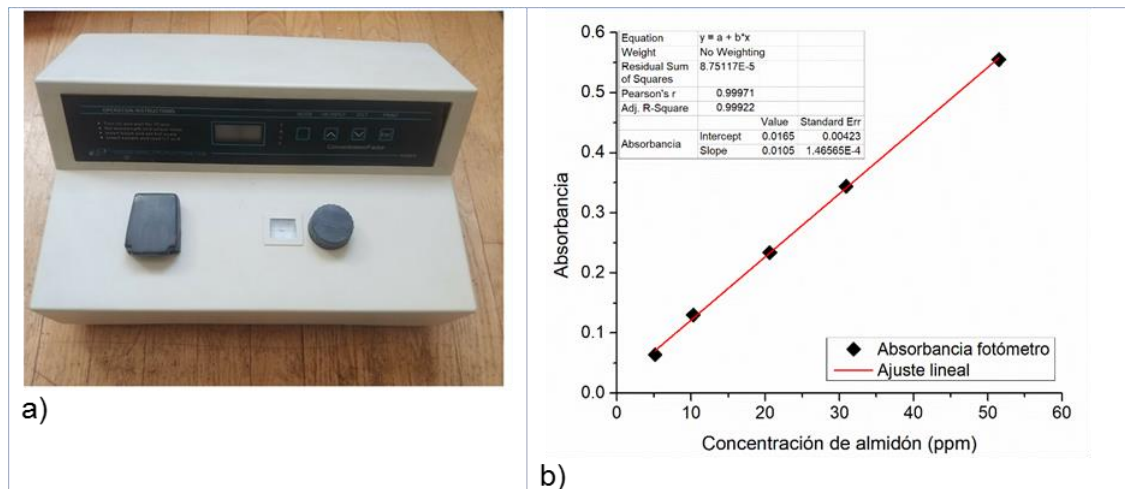 OPERATION INSTRUCTIONS
Concentration/Factor
a)
0.6
0.5
0.4
0.3
0.2
0.1
0.0
Absorbancia
Equation y = a + b*x
Weight No Weighting
Residual Sum of Squares 8.75117E-5
Pearson's r 0.99971
Adj. R-Square 0.99922
Value Standard Err
Absorbancia
Intercept 0.0165 0.00423
Slope 0.0105 1.46565E-4
Absorbancia fotómetro
Ajuste lineal
0 10 20 30 40 50 60
Concentración de almidón (ppm)
b)